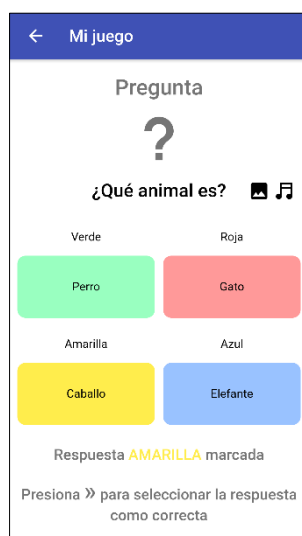 Mi juego
Pregunta
?
¿Qué animal es?
Verde Roja
Perro Gato
Amarilla Azul
Caballo Elefante
Respuesta AMARILLA marcada
Presiona » para seleccionar la respuesta
como correcta